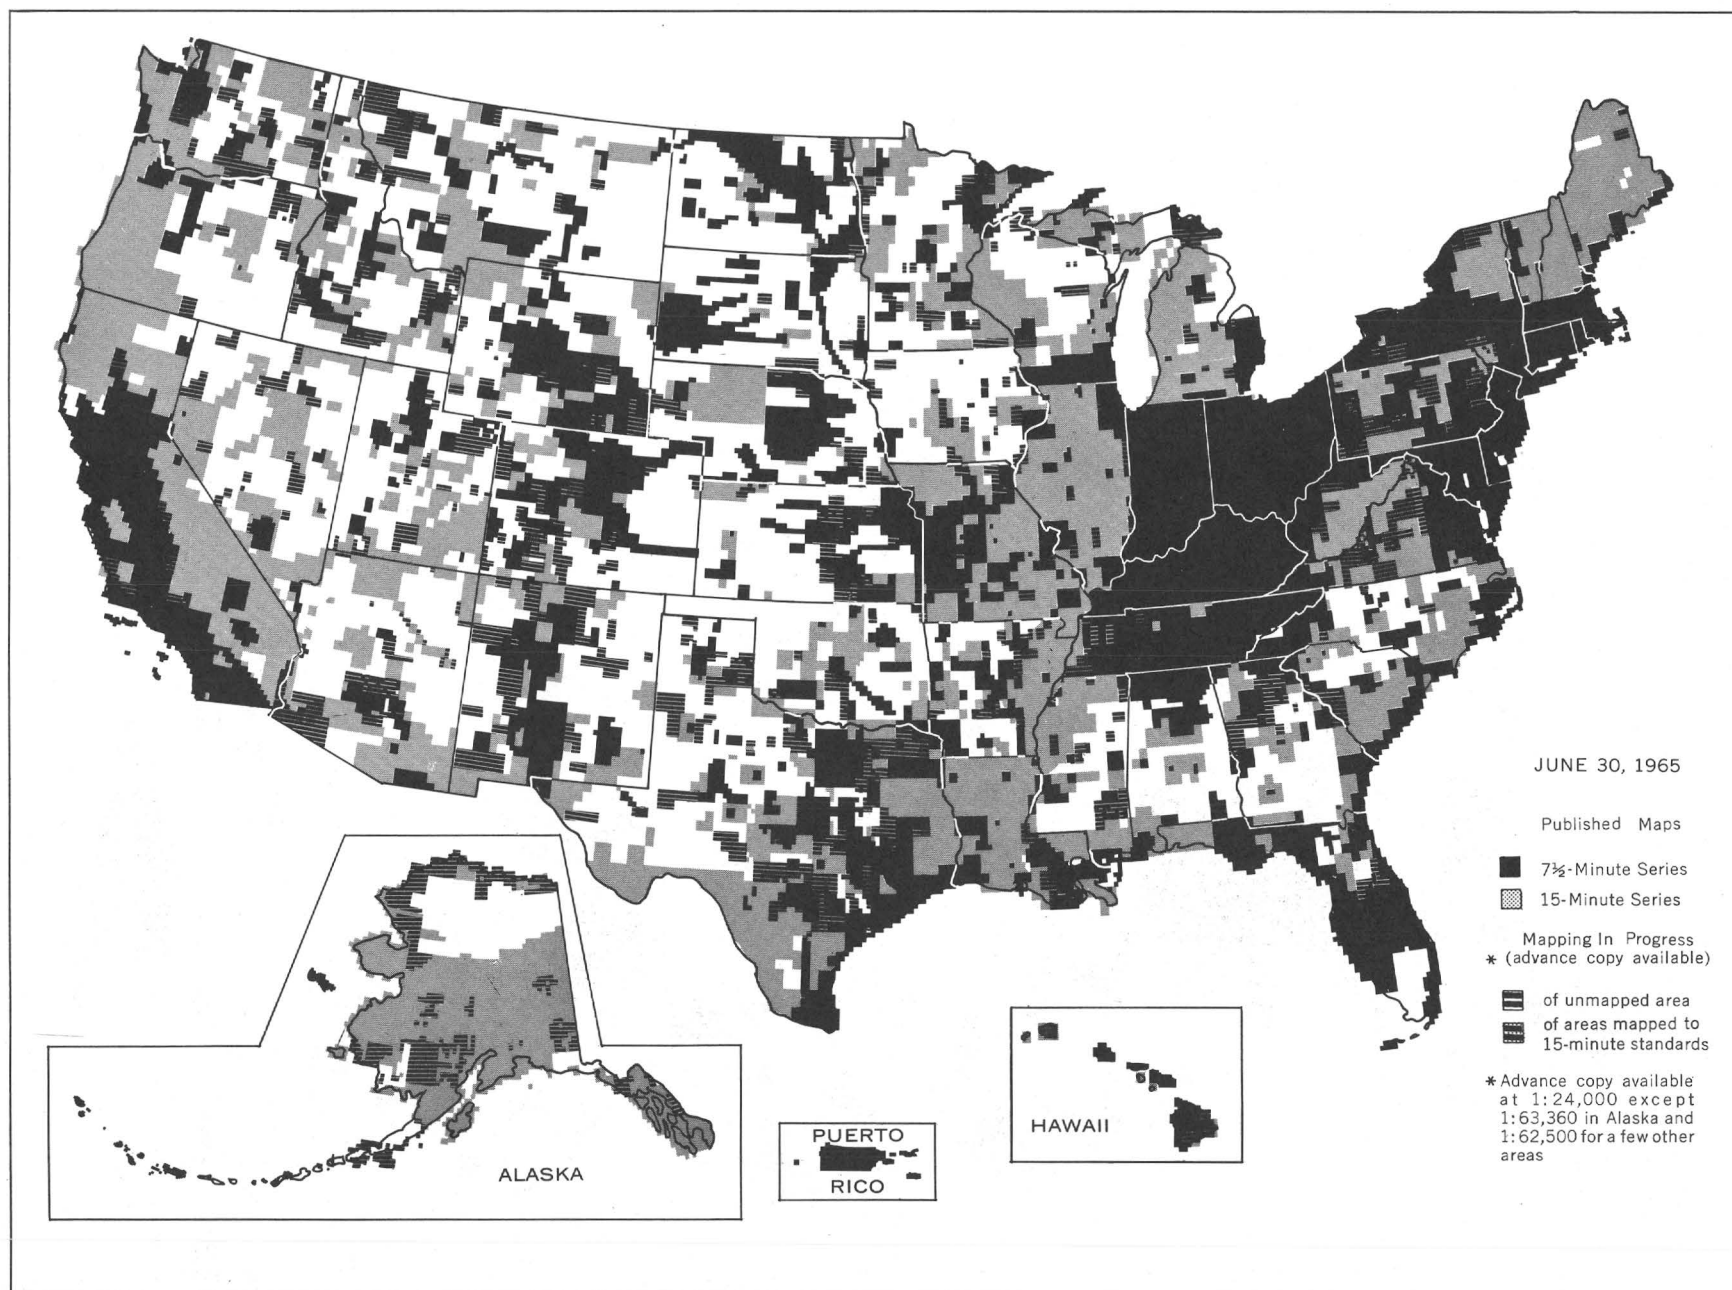 JUNE 30, 1965
Published Maps
7½-Minute Series
15-Minute Series
Mapping In Progress
* (advance copy available)
of unmapped area
of areas mapped to
15-minute standards
* Advance copy available
at 1:24,000 except
1:63,360 in Alaska and
1:62,500 for a few other
areas
ALASKA
PUERTO
RICO
HAWAII